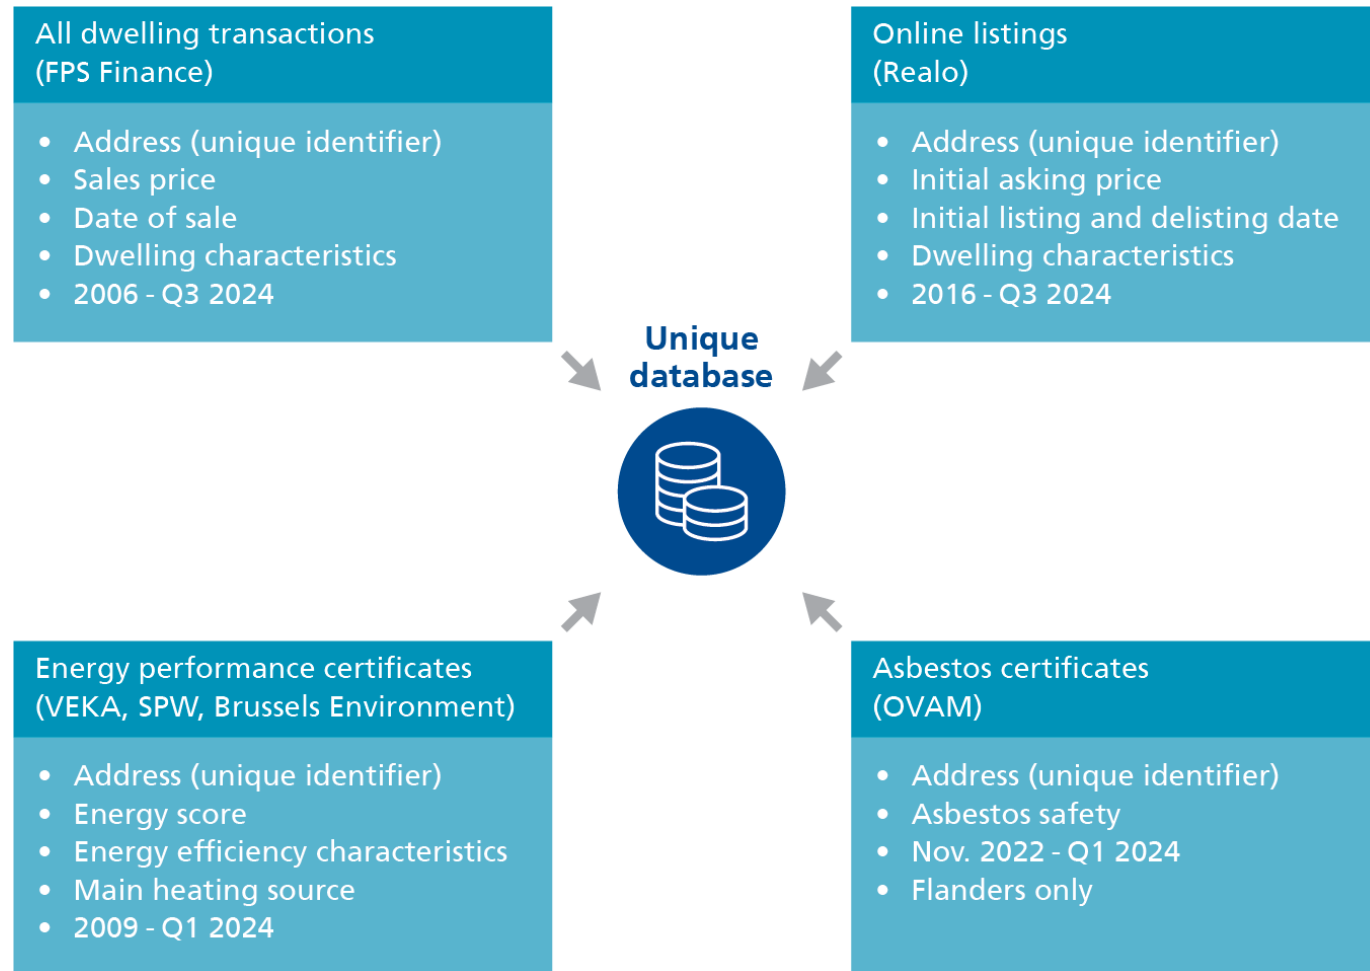 All dwelling transactions
(FPS Finance)
• Address (unique identifier)
• Sales price
• Date of sale
• Dwelling characteristics
• 2006 - Q3 2024
Online listings
(Realo)
• Address (unique identifier)
• Initial asking price
• Initial listing and delisting date
• Dwelling characteristics
• 2016 - Q3 2024
Unique
database
Energy performance certificates
(VEKA, SPW, Brussels Environment)
• Address (unique identifier)
• Energy score
• Energy efficiency characteristics
• Main heating source
• 2009 - Q1 2024
Asbestos certificates
(OVAM)
• Address (unique identifier)
• Asbestos safety
• Nov. 2022 - Q1 2024
• Flanders only